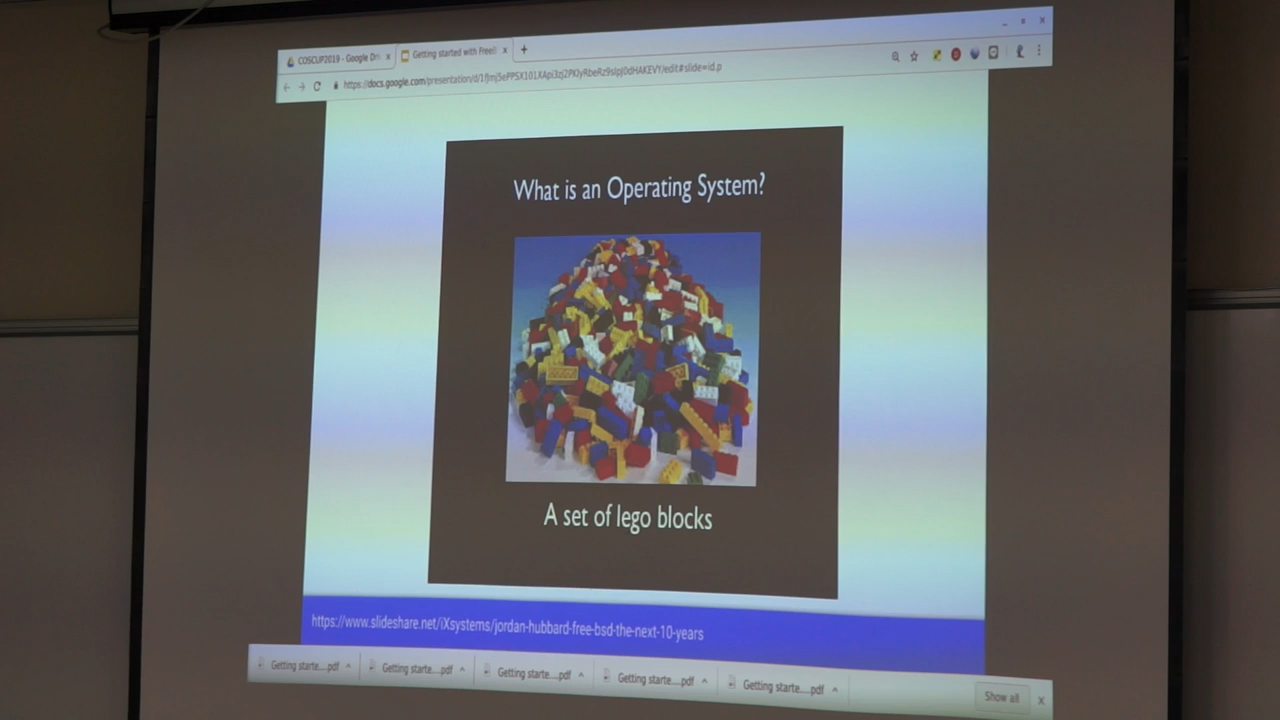 COSCUP2019 - Google Dri
Getting started with FreeB
What is an Operating System?
A set of lego blocks
https://www.slideshare.net/iXsystems/jordan-hubbard-free-bsd-the-next-10-years
Getting starte....pdf
Getting starte....pdf
Getting starte....pdf
Getting starte....pdf
Getting starte....pdf
Show all